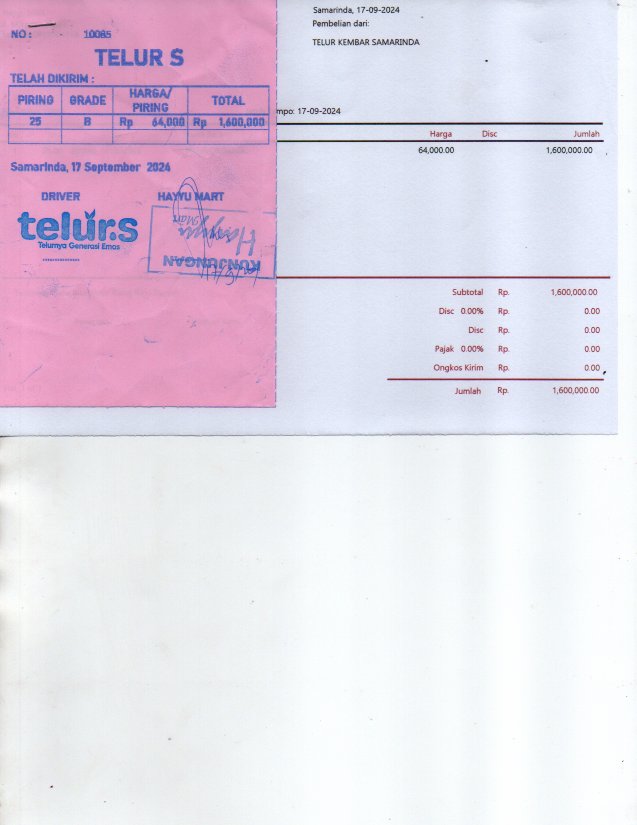 NO : 10085
TELUR S
TELAH DIKIRIM :
PIRING GRADE HARGA/ PIRING TOTAL
25 B Rp 64,000 Rp 1,600,000
Samarinda, 17 September 2024
DRIVER HAYYU MART
telur.s
Telurnya Generasi Emas
KUNJUNGAN
Samarinda, 17-09-2024
Pembelian dari:
TELUR KEMBAR SAMARINDA
mpo: 17-09-2024
Harga Disc Jumlah
64,000.00 1,600,000.00
Subtotal Rp. 1,600,000.00
Disc 0.00% Rp. 0.00
Disc Rp. 0.00
Pajak 0.00% Rp. 0.00
Ongkos Kirim Rp. 0.00
Jumlah Rp. 1,600,000.00